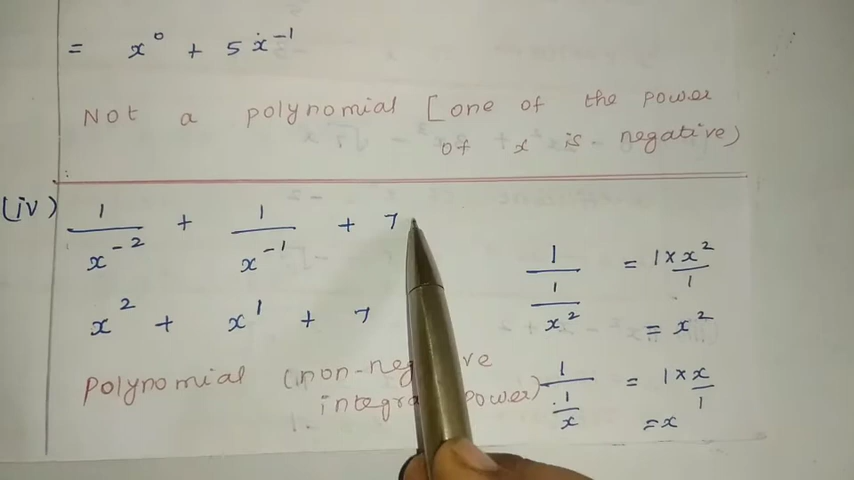 = x⁰ + 5x⁻¹
Not a polynomial [one of the power
of x is negative)
(iv) 1/x⁻² + 1/x⁻¹ + 7
x² + x¹ + 7
polynomial (non-neg ve
integra power)
1/(1/x²) = 1×x²/1
= x²
1/(1/x) = 1×x/1
=x